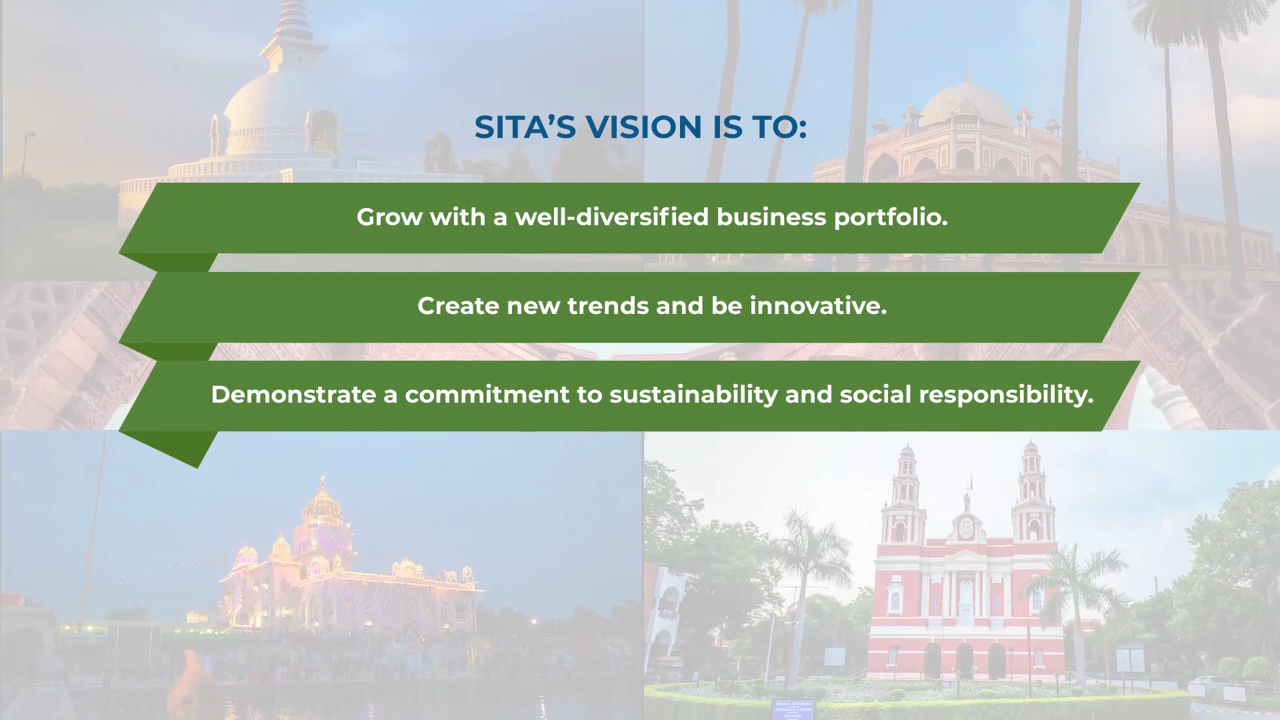 SITA’S VISION IS TO:
Grow with a well-diversified business portfolio.
Create new trends and be innovative.
Demonstrate a commitment to sustainability and social responsibility.